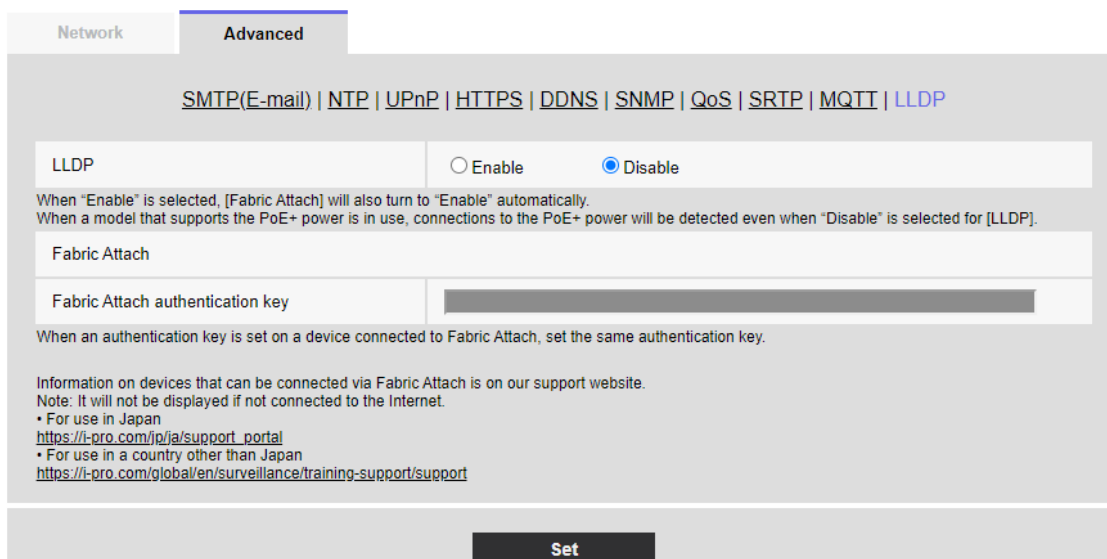 Network Advanced
SMTP(E-mail) | NTP | UPnP | HTTPS | DDNS | SNMP | QoS | SRTP | MQTT | LLDP
LLDP Enable Disable
When “Enable” is selected, [Fabric Attach] will also turn to “Enable” automatically.
When a model that supports the PoE+ power is in use, connections to the PoE+ power will be detected even when “Disable” is selected for [LLDP].
Fabric Attach
Fabric Attach authentication key
When an authentication key is set on a device connected to Fabric Attach, set the same authentication key.
Information on devices that can be connected via Fabric Attach is on our support website.
Note: It will not be displayed if not connected to the Internet.
• For use in Japan
https://i-pro.com/jp/ja/support_portal
• For use in a country other than Japan
https://i-pro.com/global/en/surveillance/training-support/support
Set